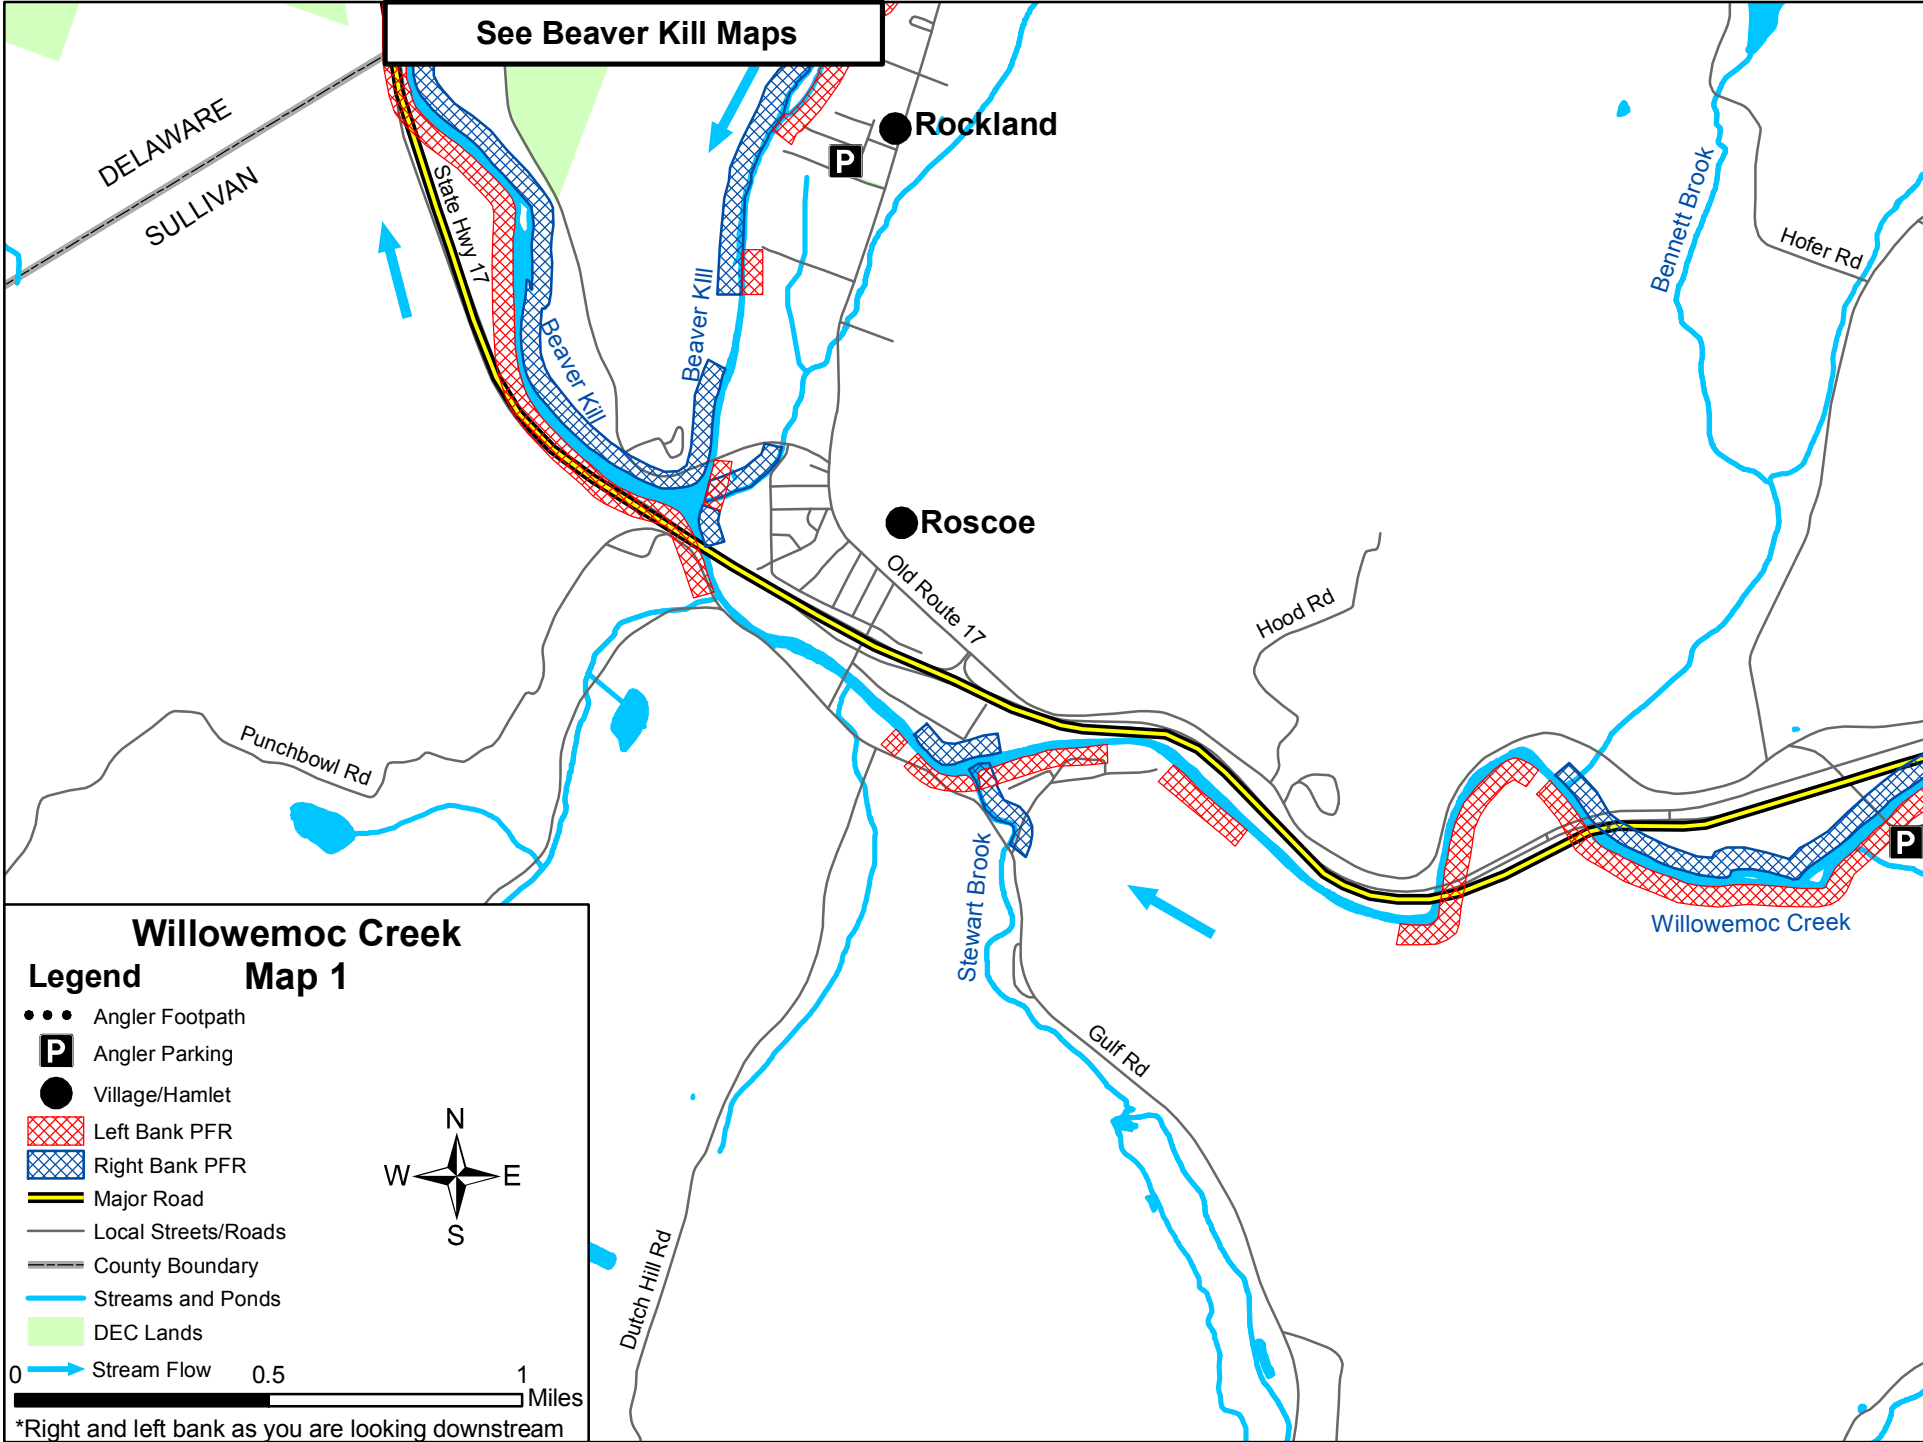 See Beaver Kill Maps
DELAWARE
SULLIVAN
State Hwy 17
Rockland
P
Beaver Kill
Beaver KIll
Bennett Brook
Hofer Rd
Roscoe
Old Route 17
Hood Rd
Punchbowl Rd
P
Stewart Brook
Willowemoc Creek
Gulf Rd
Dutch Hill Rd
Willowemoc Creek
Map 1
Legend
Angler Footpath
P Angler Parking
Village/Hamlet
Left Bank PFR
Right Bank PFR
Major Road
Local Streets/Roads
County Boundary
Streams and Ponds
DEC Lands
Stream Flow
N
W E
S
0 0.5 1
Miles
*Right and left bank as you are looking downstream